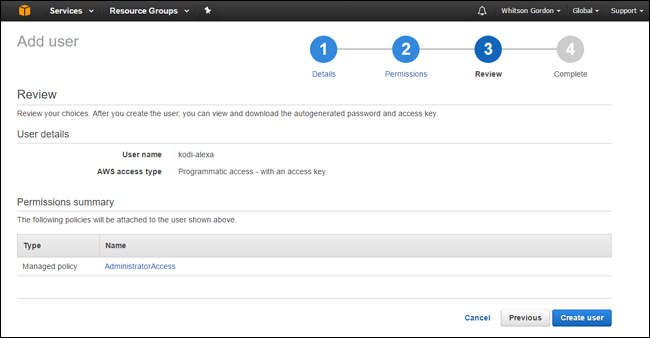 Services Resource Groups Whitson Gordon Global Support
Add user
1 2 3 4
Details Permissions Review Complete
Review
Review your choices. After you create the user, you can view and download the autogenerated password and access key.
User details
User name kodi-alexa
AWS access type Programmatic access - with an access key
Permissions summary
The following policies will be attached to the user shown above.
Type Name
Managed policy AdministratorAccess
Cancel Previous Create user